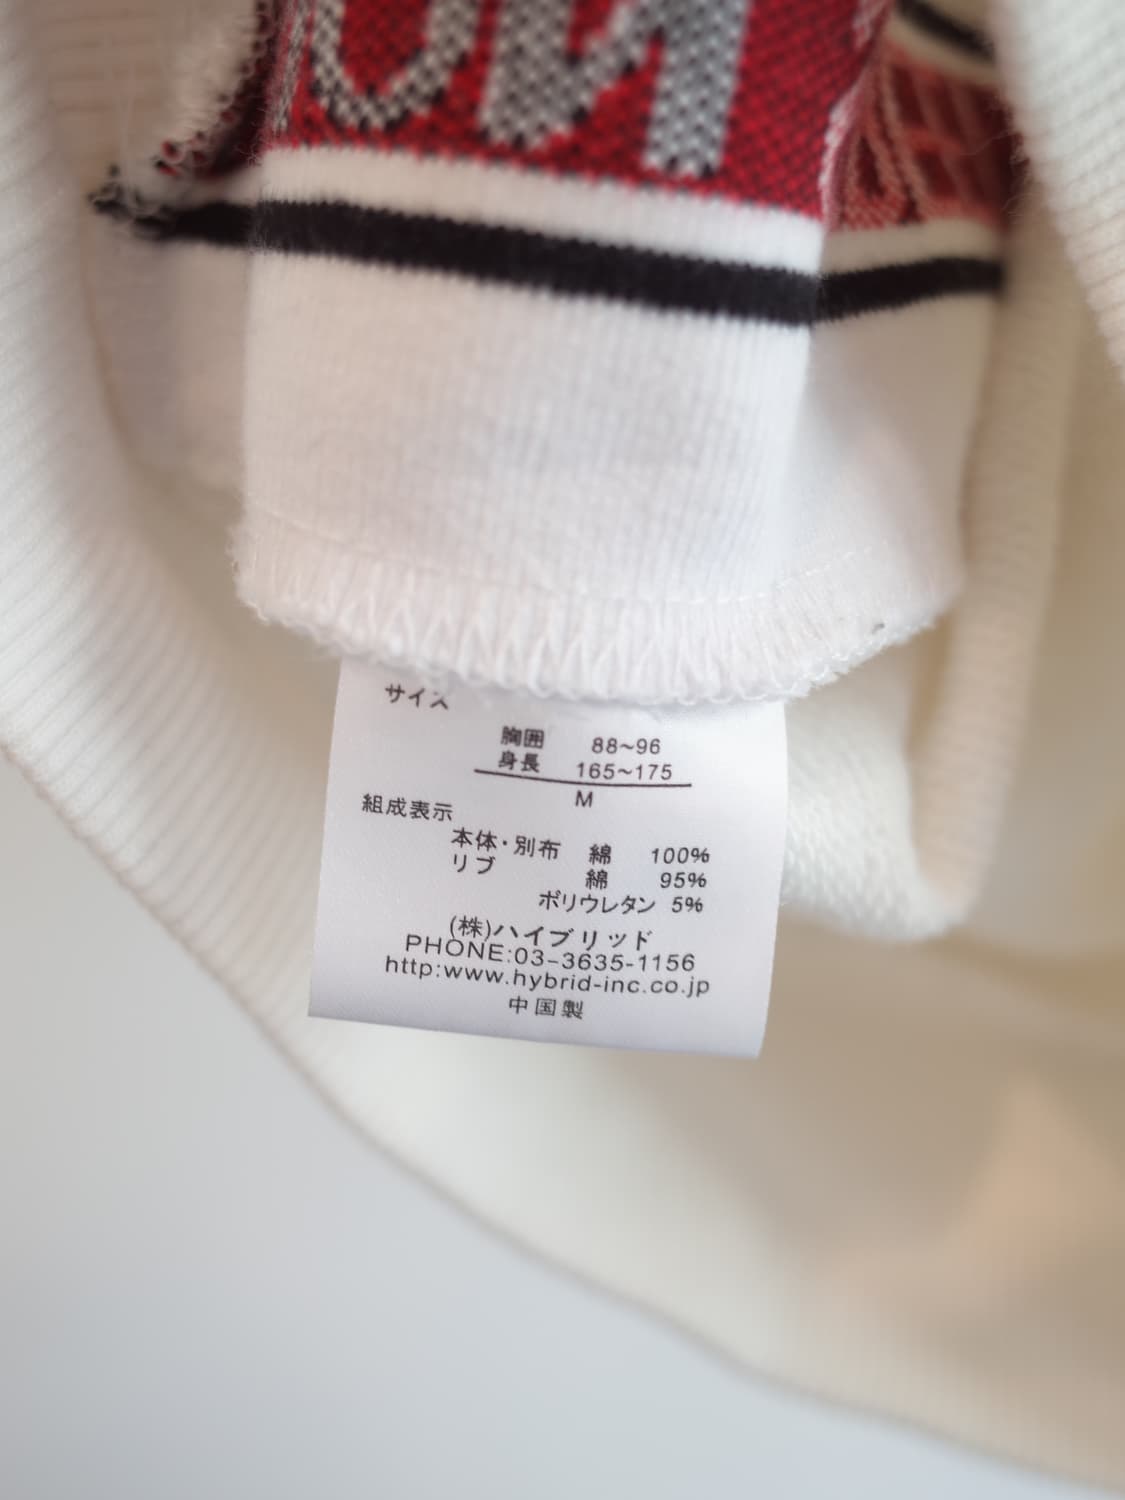 UN
サイズ
胸囲 88~96
身長 165~175
M
組成表示
本体・別布 綿 100%
リブ 綿 95%
ポリウレタン 5%
(株)ハイブリッド
PHONE:03-3635-1156
http:www.hybrid-inc.co.jp
中国製